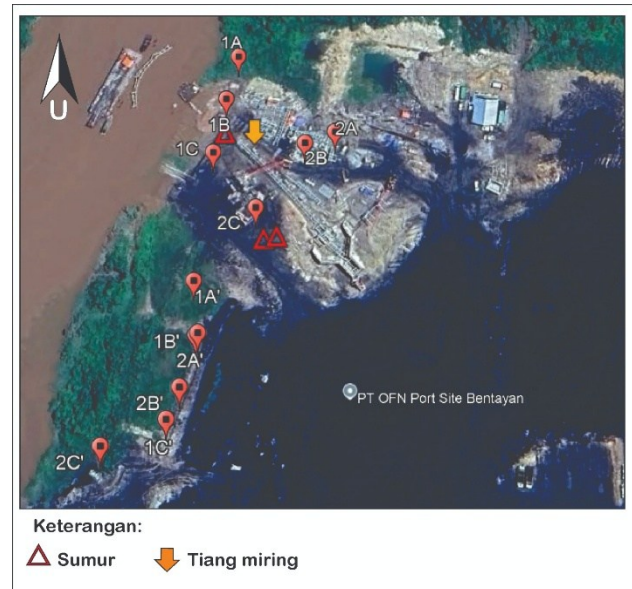 1A
U
1B
2A
1C
2B
2C
1A'
1B'
2A'
PT OFN Port Site Bentayan
2B'
1C'
2C'
Keterangan:
Sumur
Tiang miring